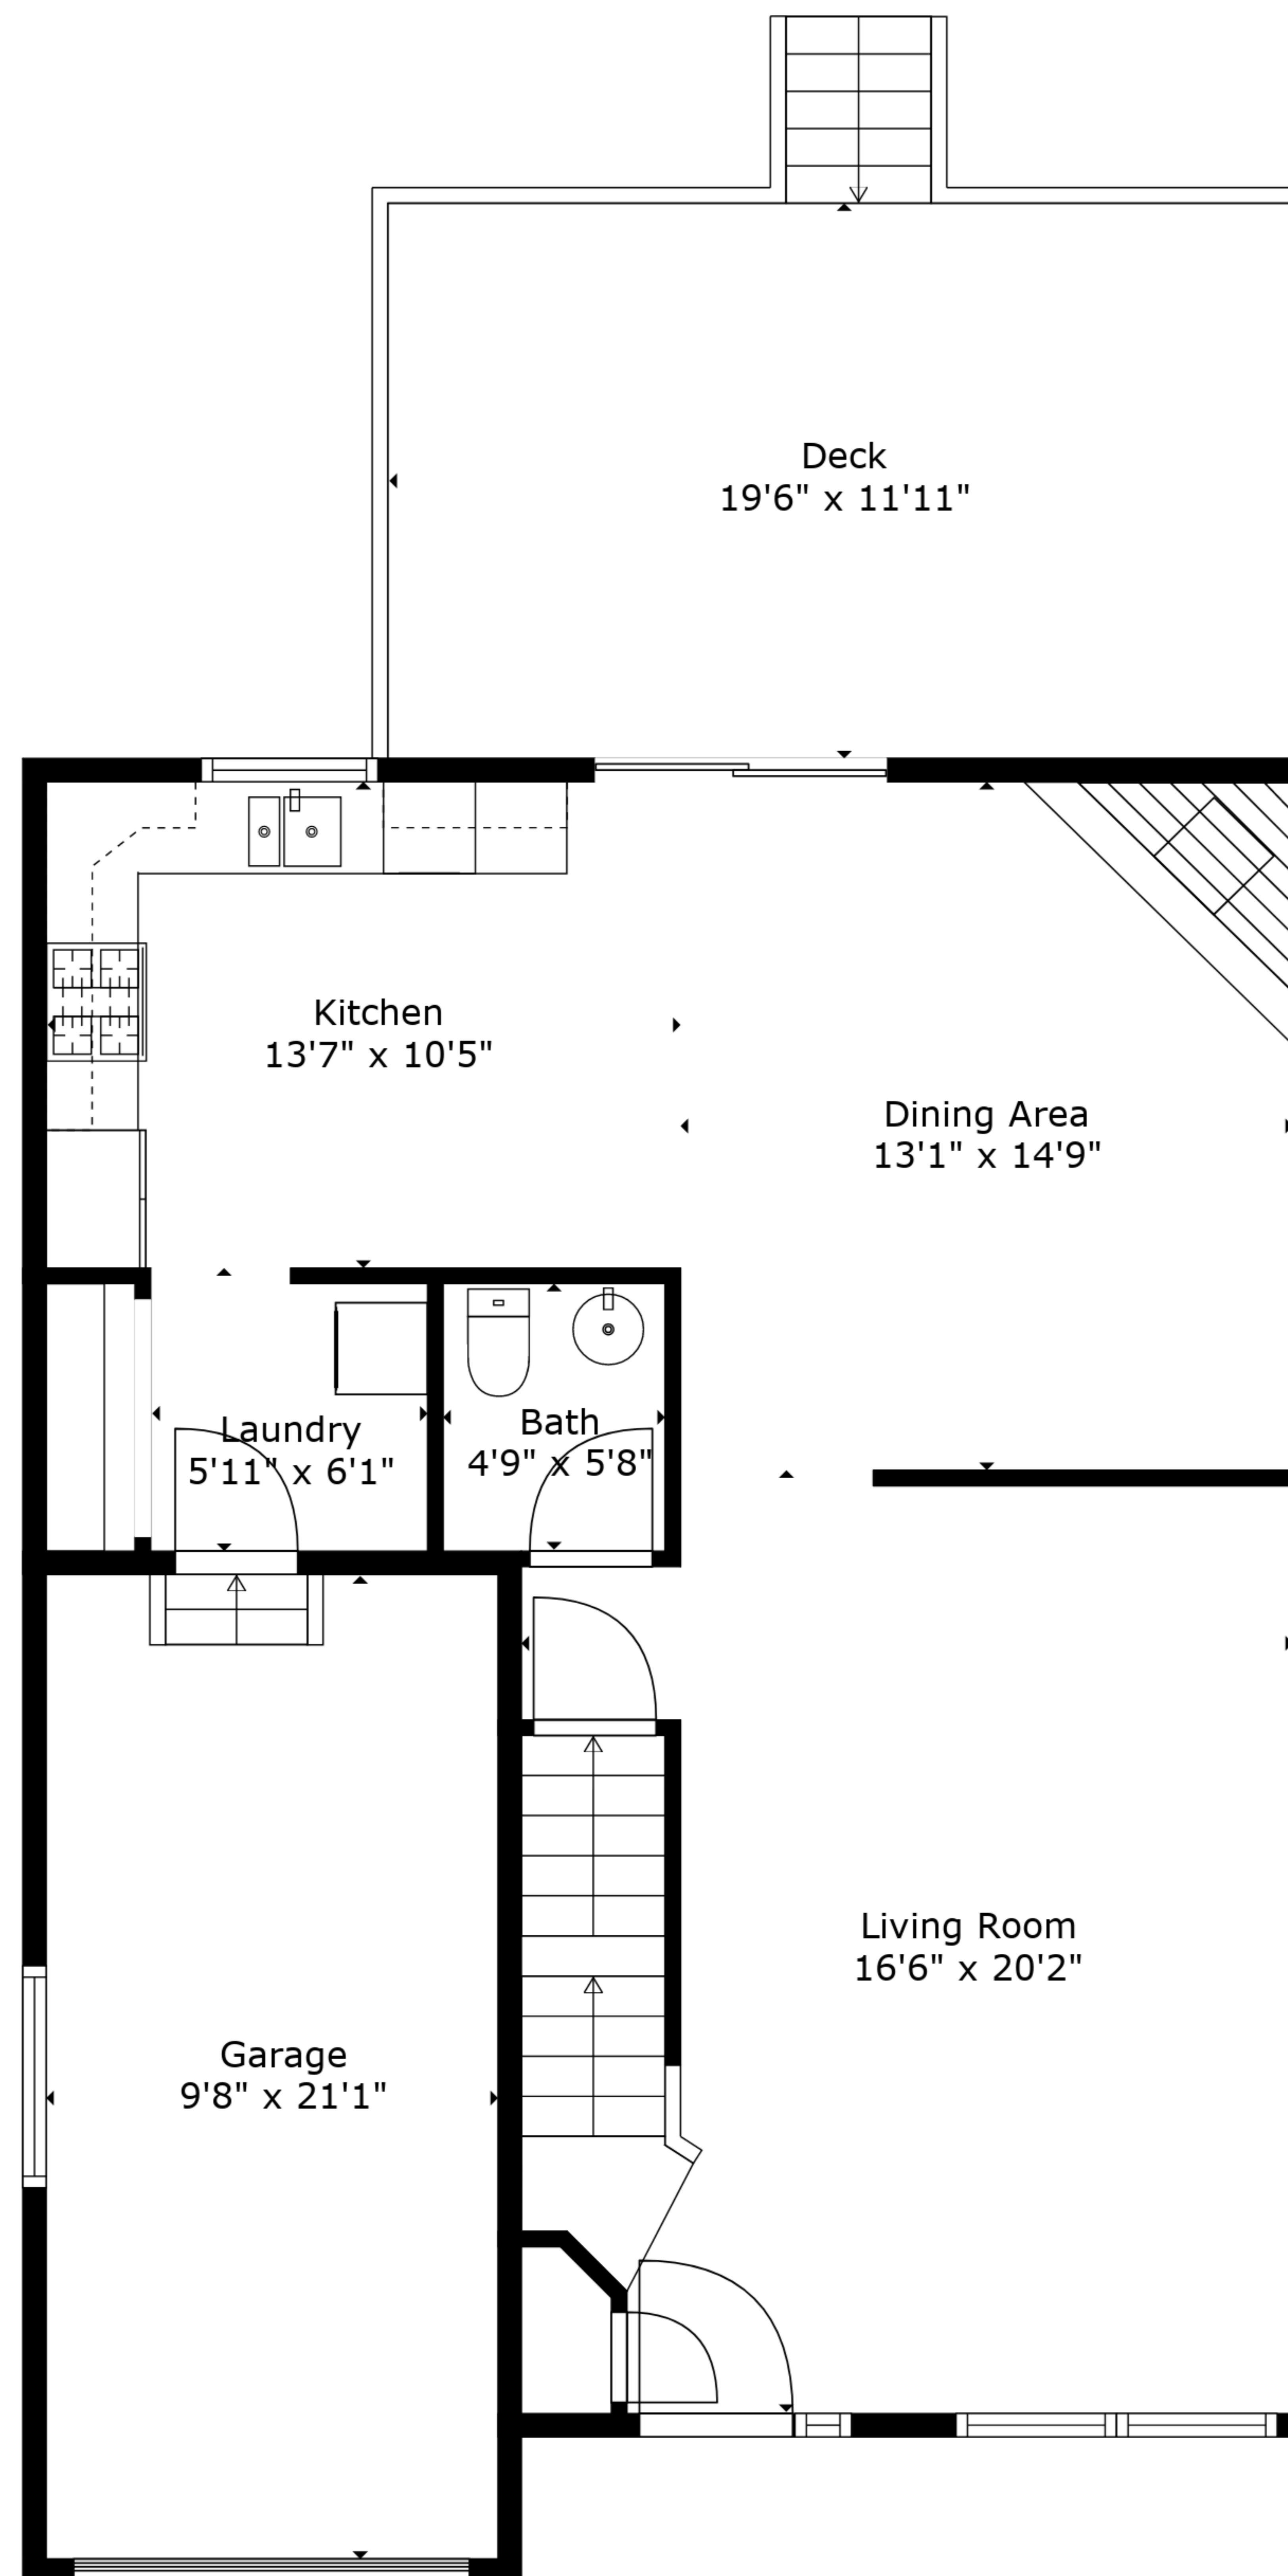 Deck
19'6" x 11'11"
Kitchen
13'7" x 10'5"
Dining Area
13'1" x 14'9"
Laundry
5'11" x 6'1"
Bath
4'9" x 5'8"
Living Room
16'6" x 20'2"
Garage
9'8" x 21'1"